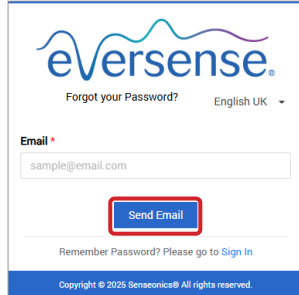 eversense®
Forgot your Password?
English UK
Email *
sample@email.com
Send Email
Remember Password? Please go to Sign In
Copyright © 2025 Senseonics® All rights reserved.